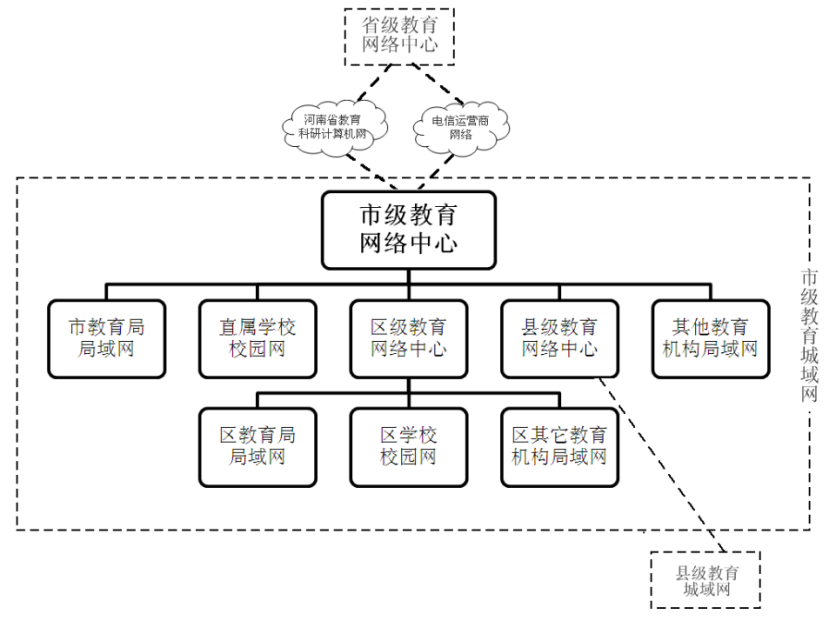 省级教育
网络中心
河南省教育
科研计算机网
电信运营商
网络
市级教育
网络中心
市级教育城域网
市教育局
局域网
直属学校
校园网
区级教育
网络中心
县级教育
网络中心
其他教育
机构局域网
区教育局
局域网
区学校
校园网
区其它教育
机构局域网
县级教育
城域网